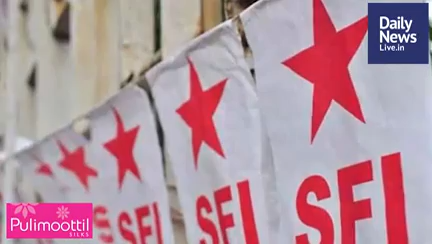 Daily
News
Live.in
SFI
SFI
SFI
Pulimoottil
SILKS